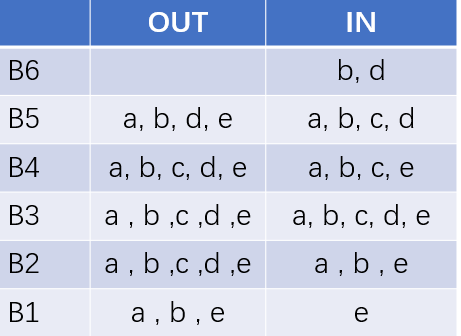 OUT IN
B6 b, d
B5 a, b, d, e a, b, c, d
B4 a, b, c, d, e a, b, c, e
B3 a , b ,c ,d ,e a, b, c, d, e
B2 a , b ,c ,d ,e a , b , e
B1 a , b , e e